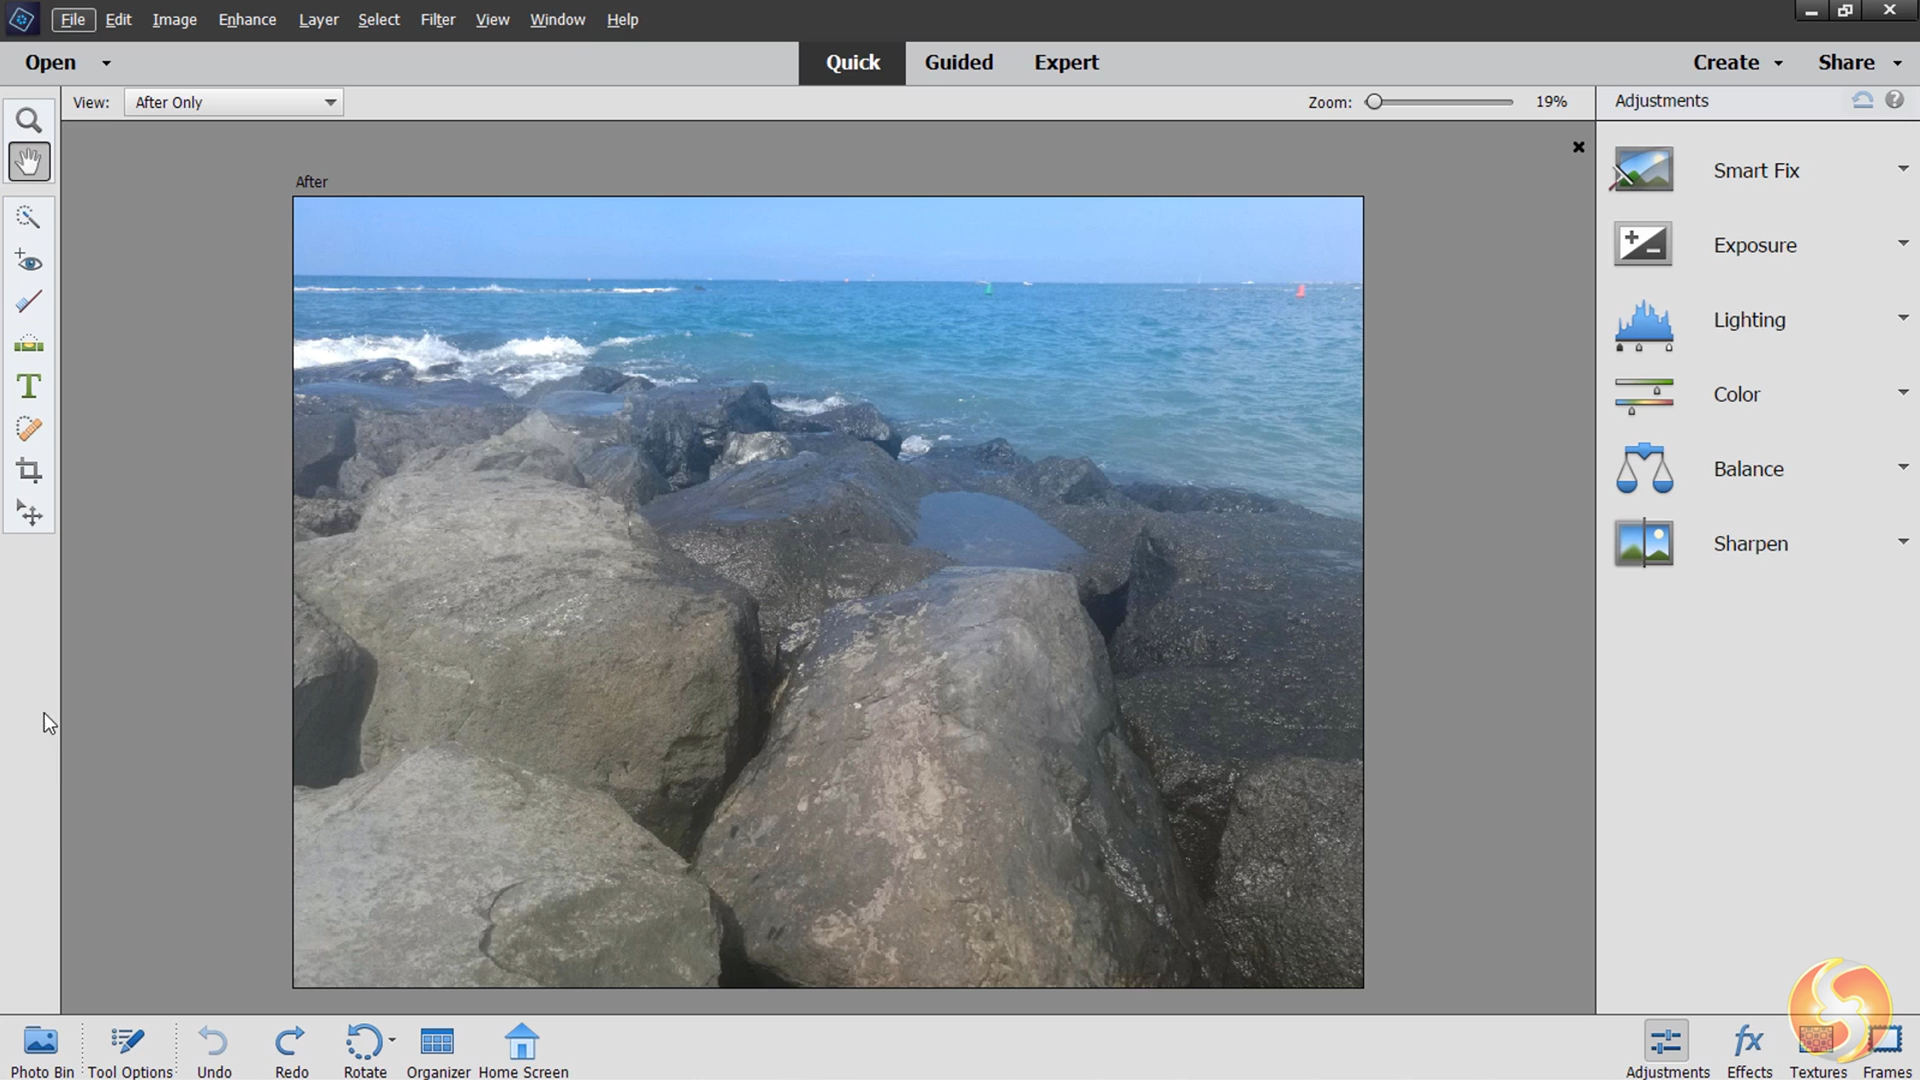 File Edit Image Enhance Layer Select Filter View Window Help
Open Quick Guided Expert Create Share
View: After Only Zoom: 19% Adjustments
After
Smart Fix
Exposure
Lighting
Color
Balance
Sharpen
Photo Bin Tool Options Undo Redo Rotate Organizer Home Screen Adjustments Effects Textures Frames